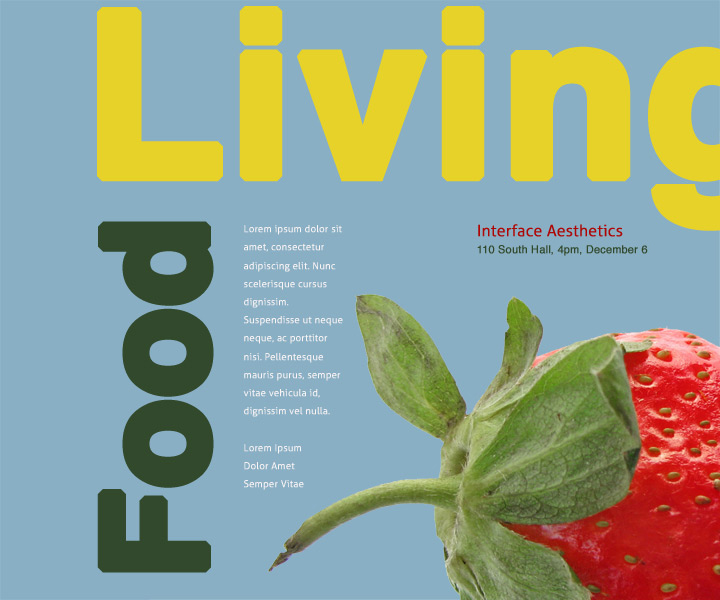 Living
Food
Lorem ipsum dolor sit
amet, consectetur
adipiscing elit. Nunc
scelerisque cursus
dignissim.
Suspendisse ut neque
neque, ac porttitor
nisi. Pellentesque
mauris purus, semper
vitae vehicula id,
dignissim vel nulla.
Lorem Ipsum
Dolor Amet
Semper Vitae
Interface Aesthetics
110 South Hall, 4pm, December 6